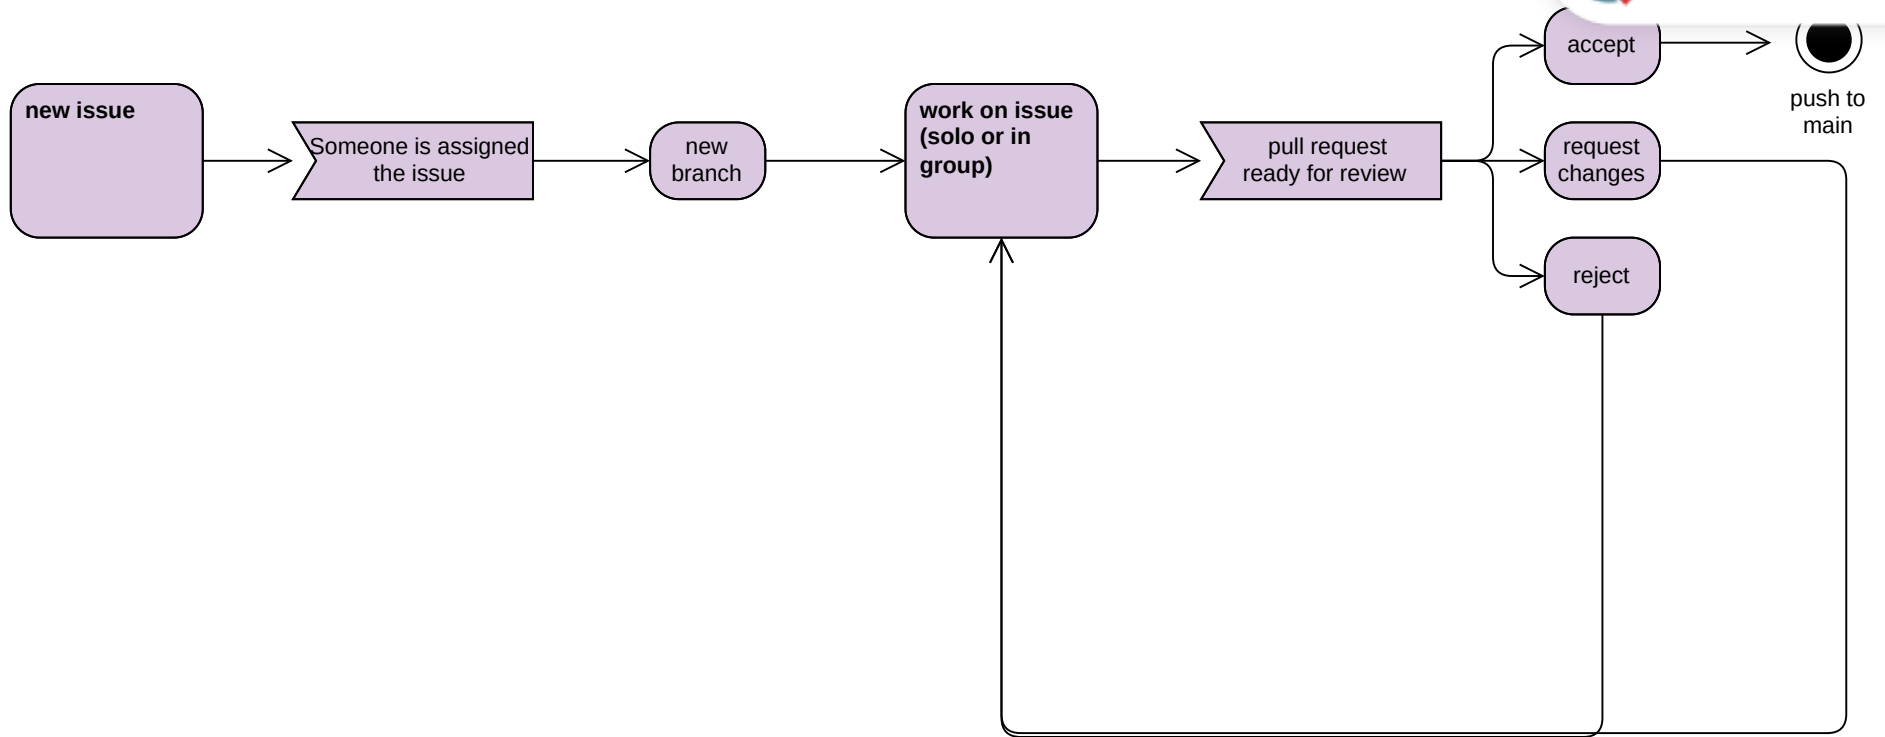 new issue
Someone is assigned
the issue
new
branch
work on issue
(solo or in
group)
pull request
ready for review
accept
push to
main
request
changes
reject